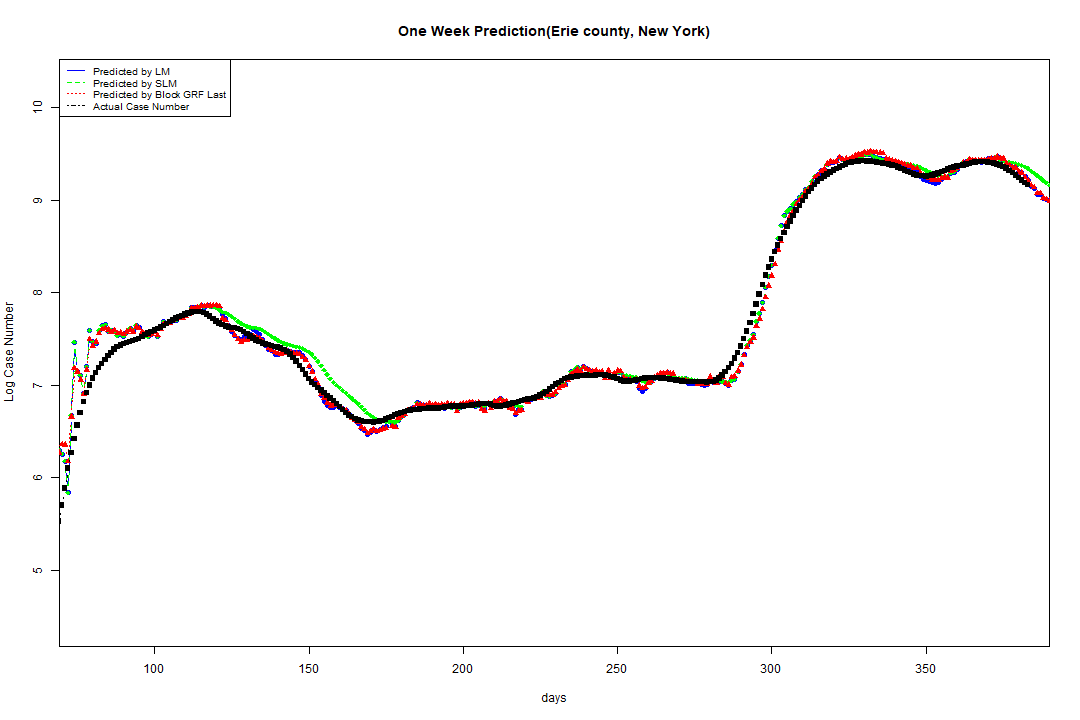 One Week Prediction(Erie county, New York)
Predicted by LM
Predicted by SLM
Predicted by Block GRF Last
Actual Case Number
Log Case Number
10
9
8
7
6
5
100 150 200 250 300 350
days